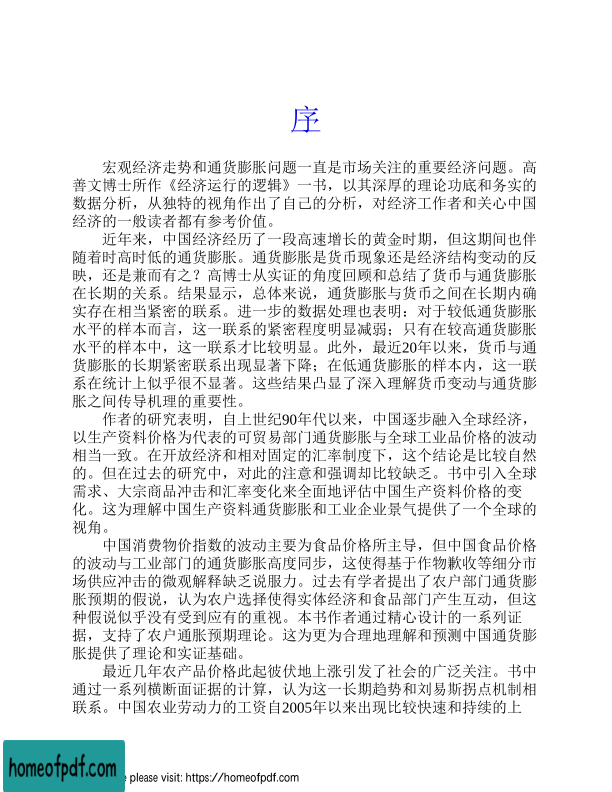 序
宏观经济走势和通货膨胀问题一直是市场关注的重要经济问题。高
善文博士所作《经济运行的逻辑》一书，以其深厚的理论功底和务实的
数据分析，从独特的视角作出了自己的分析，对经济工作者和关心中国
经济的一般读者都有参考价值。
近年来，中国经济经历了一段高速增长的黄金时期，但这期间也伴
随着时高时低的通货膨胀。通货膨胀是货币现象还是经济结构变动的反
映，还是兼而有之？高博士从实证的角度回顾和总结了货币与通货膨胀
在长期的关系。结果显示，总体来说，通货膨胀与货币之间在长期内确
实存在相当紧密的联系。进一步的数据处理也表明：对于较低通货膨胀
水平的样本而言，这一联系的紧密程度明显减弱；只有在较高通货膨胀
水平的样本中，这一联系才比较明显。此外，最近20年以来，货币与通
货膨胀的长期紧密联系出现显著下降；在低通货膨胀的样本内，这一联
系在统计上似乎很不显著。这些结果凸显了深入理解货币变动与通货膨
胀之间传导机理的重要性。
作者的研究表明，自上世纪90年代以来，中国逐步融入全球经济，
以生产资料价格为代表的可贸易部门通货膨胀与全球工业品价格的波动
相当一致。在开放经济和相对固定的汇率制度下，这个结论是比较自然
的。但在过去的研究中，对此的注意和强调却比较缺乏。书中引入全球
需求、大宗商品冲击和汇率变化来全面地评估中国生产资料价格的变
化。这为理解中国生产资料通货膨胀和工业企业景气提供了一个全球的
视角。
中国消费物价指数的波动主要为食品价格所主导，但中国食品价格
的波动与工业部门的通货膨胀高度同步，这使得基于作物歉收等细分市
场供应冲击的微观解释缺乏说服力。过去有学者提出了农户部门通货膨
胀预期的假说，认为农户选择使得实体经济和食品部门产生互动，但这
种假说似乎没有受到应有的重视。本书作者通过精心设计的一系列证
据，支持了农户通胀预期理论。这为更为合理地理解和预测中国通货膨
胀提供了理论和实证基础。
最近几年农产品价格此起彼伏地上涨引发了社会的广泛关注。书中
通过一系列横断面证据的计算，认为这一长期趋势和刘易斯拐点机制相
联系。中国农业劳动力的工资自2005年以来出现比较快速和持续的上
homeofpdf.com
e please visit: https://homeofpdf.com